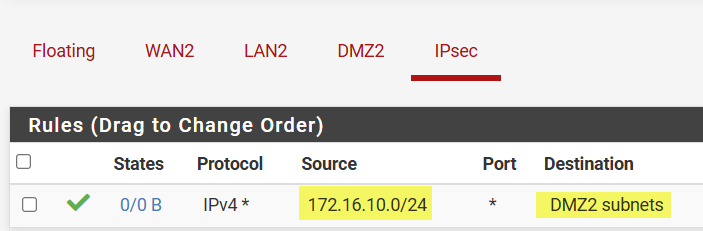 Floating WAN2 LAN2 DMZ2 IPsec
Rules (Drag to Change Order)
States Protocol Source Port Destination
0/0 B IPv4 * 172.16.10.0/24 * DMZ2 subnets